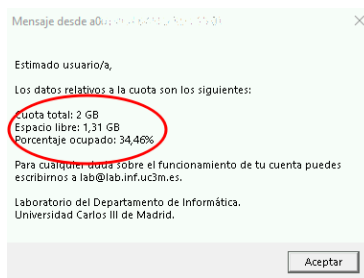 Mensaje desde
Estimado usuario/a,
Los datos relativos a la cuota son los siguientes:
Cuota total: 2 GB
Espacio libre: 1,31 GB
Porcentaje ocupado: 34,46%
Para cualquier duda sobre el funcionamiento de tu cuenta puedes
escribirnos a lab@lab.inf.uc3m.es.
Laboratorio del Departamento de Informática.
Universidad Carlos III de Madrid.
Aceptar